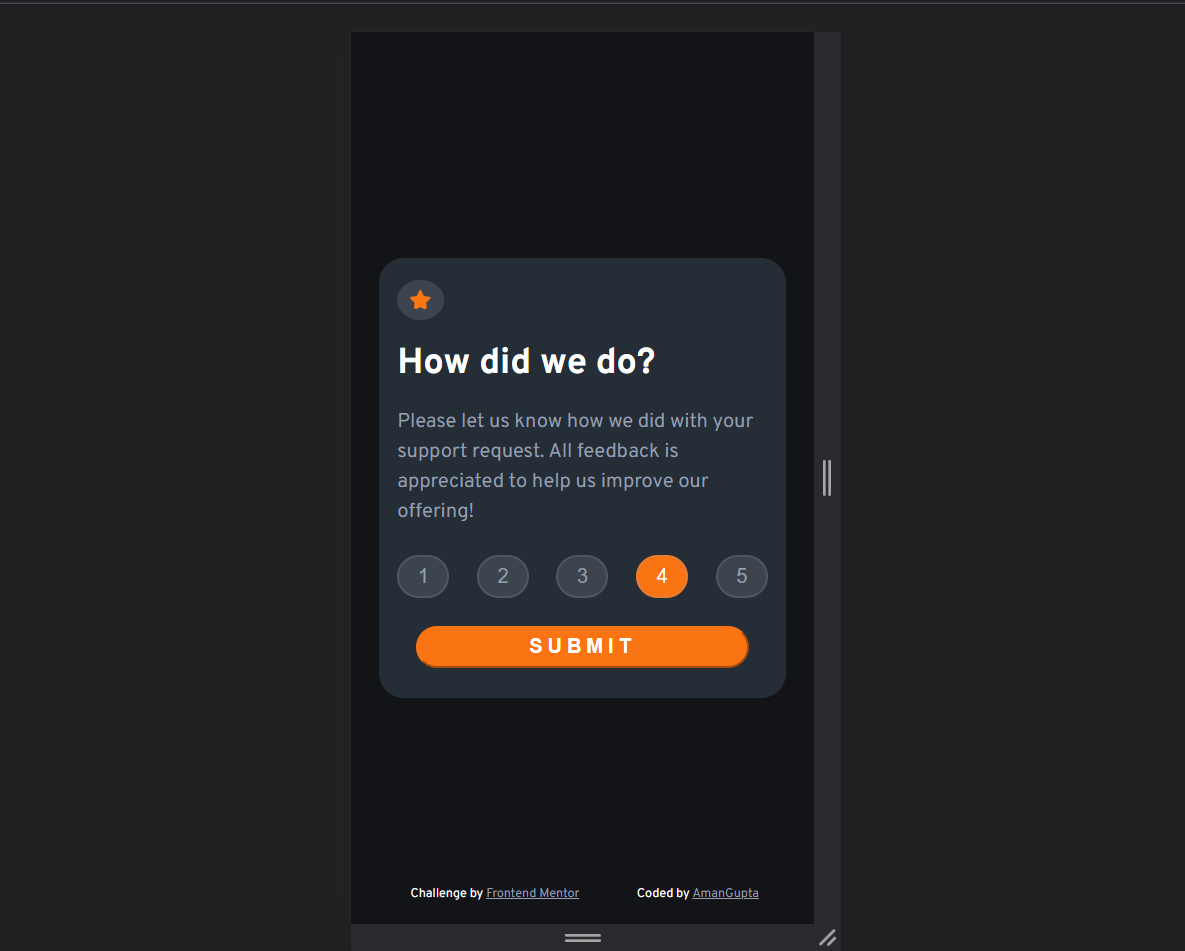 How did we do?
Please let us know how we did with your
support request. All feedback is
appreciated to help us improve our
offering!
1 2 3 4 5
SUBMIT
Challenge by Frontend Mentor Coded by AmanGupta